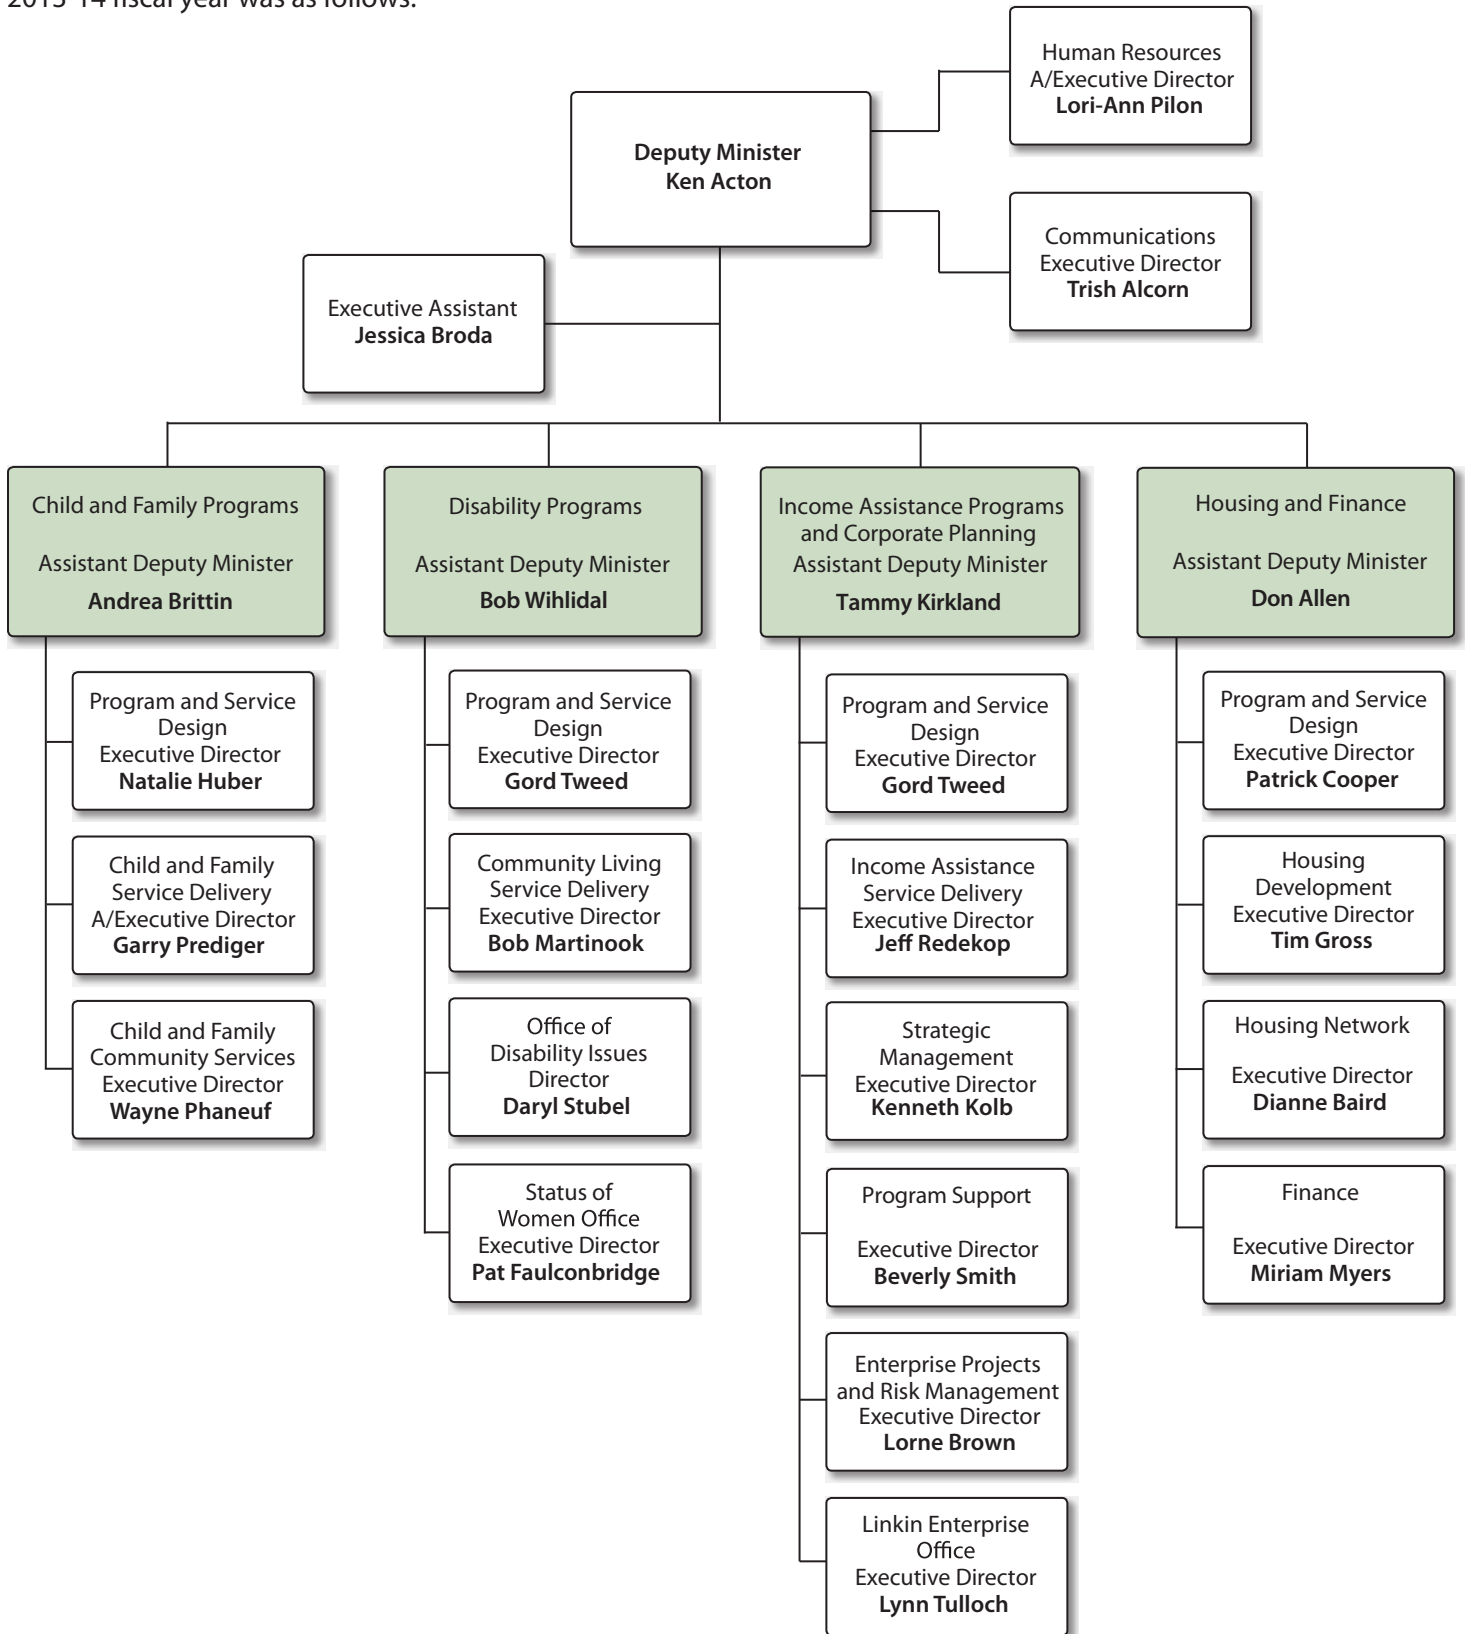 2013-14 fiscal year was as follows:
Human Resources
A/Executive Director
Lori-Ann Pilon
Deputy Minister
Ken Acton
Communications
Executive Director
Trish Alcorn
Executive Assistant
Jessica Broda
Child and Family Programs
Assistant Deputy Minister
Andrea Brittin
Disability Programs
Assistant Deputy Minister
Bob Wihlidal
Income Assistance Programs
and Corporate Planning
Assistant Deputy Minister
Tammy Kirkland
Housing and Finance
Assistant Deputy Minister
Don Allen
Program and Service
Design
Executive Director
Natalie Huber
Child and Family
Service Delivery
A/Executive Director
Garry Prediger
Child and Family
Community Services
Executive Director
Wayne Phaneuf
Program and Service
Design
Executive Director
Gord Tweed
Community Living
Service Delivery
Executive Director
Bob Martinook
Office of
Disability Issues
Director
Daryl Stubel
Status of
Women Office
Executive Director
Pat Faulconbridge
Program and Service
Design
Executive Director
Gord Tweed
Income Assistance
Service Delivery
Executive Director
Jeff Redekop
Strategic
Management
Executive Director
Kenneth Kolb
Program Support
Executive Director
Beverly Smith
Enterprise Projects
and Risk Management
Executive Director
Lorne Brown
Linkin Enterprise
Office
Executive Director
Lynn Tulloch
Program and Service
Design
Executive Director
Patrick Cooper
Housing
Development
Executive Director
Tim Gross
Housing Network
Executive Director
Dianne Baird
Finance
Executive Director
Miriam Myers